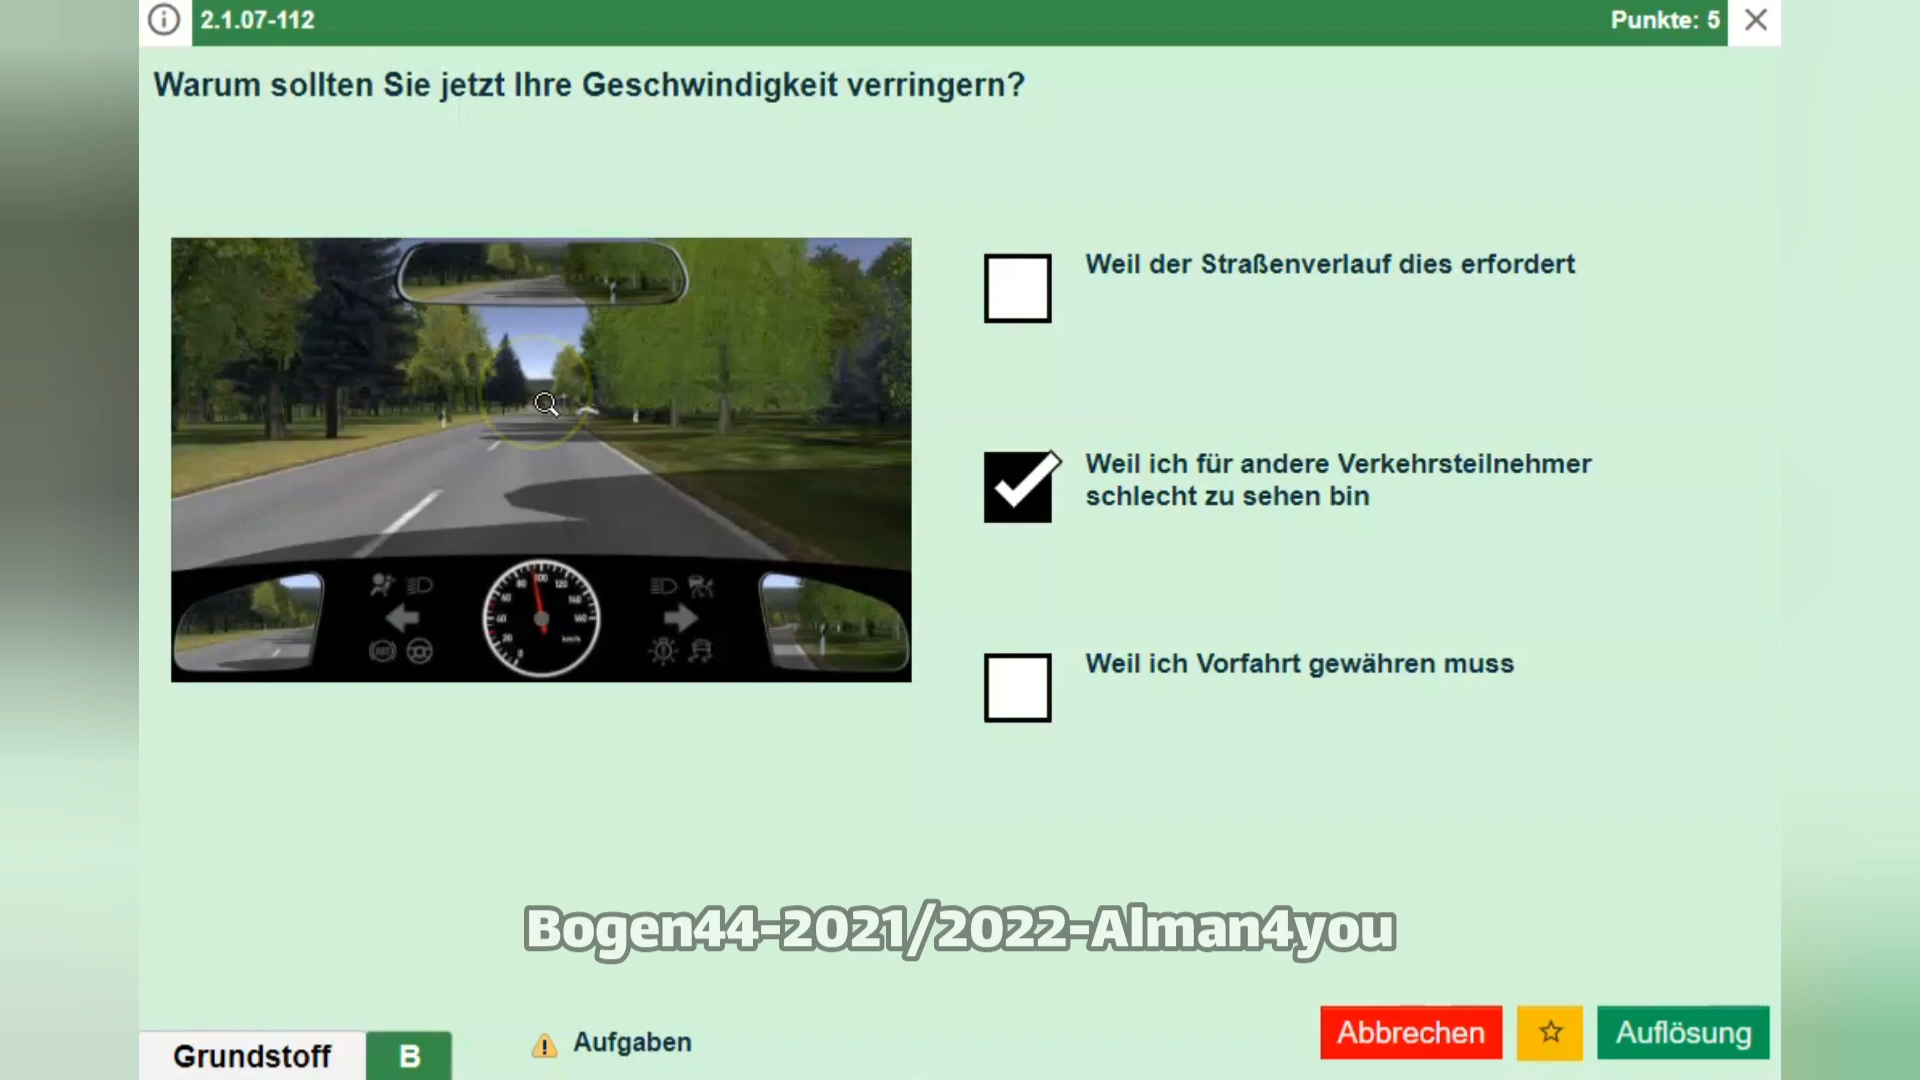 2.1.07-112
Punkte: 5
Warum sollten Sie jetzt Ihre Geschwindigkeit verringern?
Weil der Straßenverlauf dies erfordert
Weil ich für andere Verkehrsteilnehmer
schlecht zu sehen bin
Weil ich Vorfahrt gewähren muss
Bogen44-2021/2022-Alman4you
Grundstoff
B
Aufgaben
Abbrechen
Auflösung